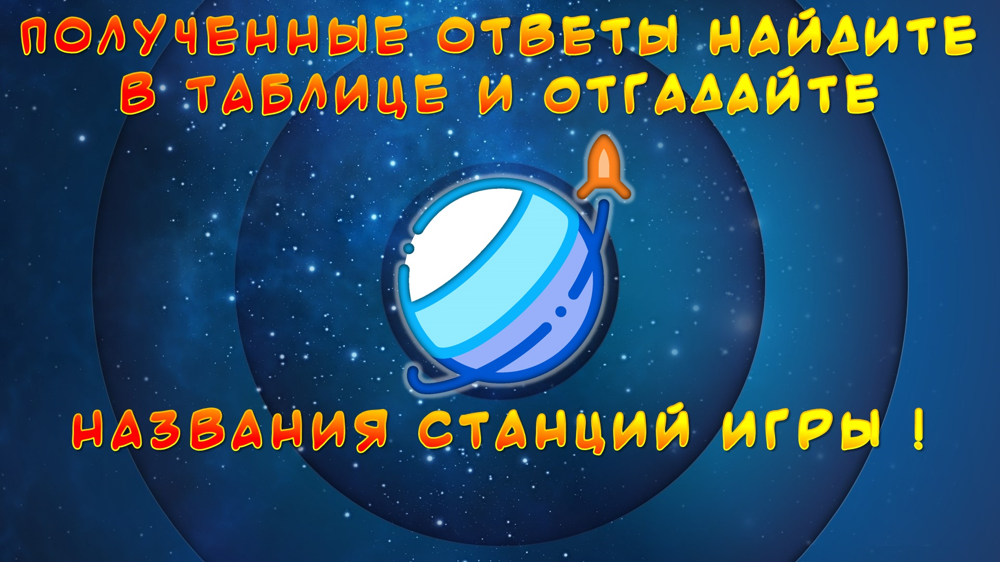 ПОЛУЧЕННЫЕ ОТВЕТЫ НАЙДИТЕ
В ТАБЛИЦЕ И ОТГАДАЙТЕ
НАЗВАНИЯ СТАНЦИЙ ИГРЫ !